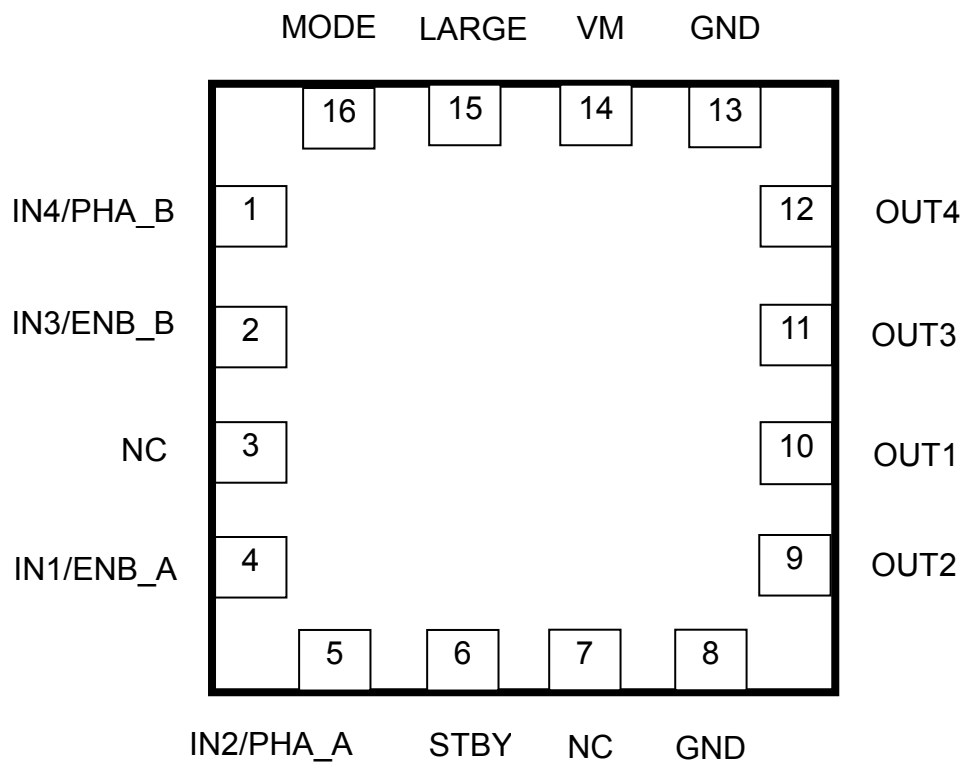 MODE LARGE VM GND
16 15 14 13
IN4/PHA_B 1 12 OUT4
IN3/ENB_B 2 11 OUT3
NC 3 10 OUT1
IN1/ENB_A 4 9 OUT2
5 6 7 8
IN2/PHA_A STBY NC GND